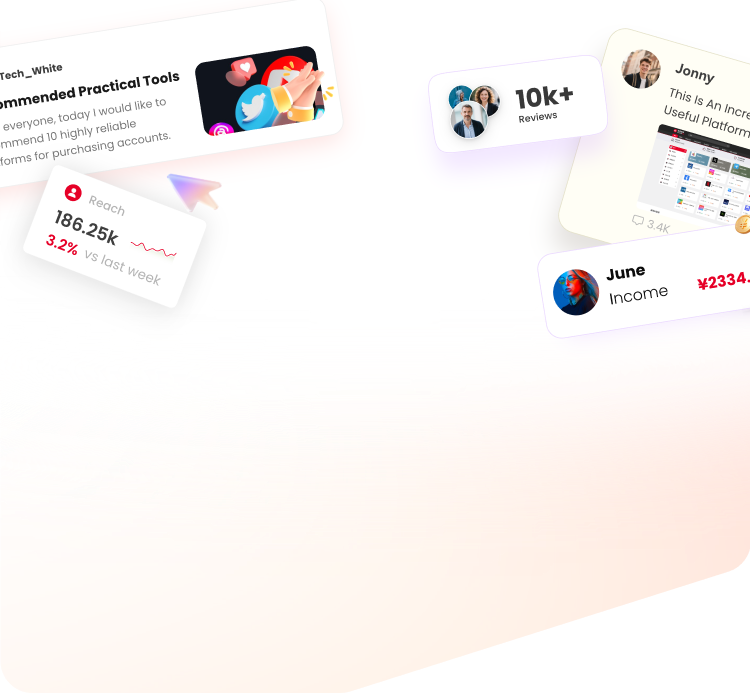 Tech_White
ommended Practical Tools
everyone, today I would like to
mmend 10 highly reliable
forms for purchasing accounts.
Reach
186.25k
3.2% vs last week
10k+
Reviews
Jonny
This Is An Incre
Useful Platform
3.4K
June
Income
¥2334.